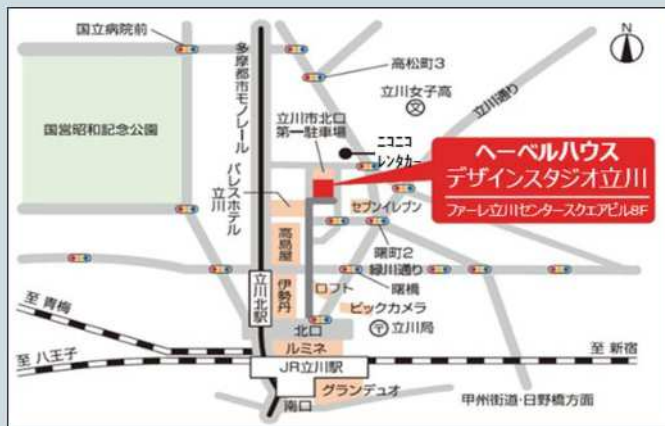 国立病院前
N
高松町3
立川女子高
立川通り
多摩都市モノレール
国営昭和記念公園
立川市北口
第一駐車場
ニコニコ
レンタカー
ヘーベルハウス
デザインスタジオ立川
ファーレ立川センタースクェアビル8F
パレスホテル
立川
セブンイレブン
高島屋
曙町2
緑川通り
立川北駅
伊勢丹
ロフト
曙橋
ビックカメラ
至 青梅
北口
立川局
ルミネ
至 八王子
至 新宿
JR立川駅
グランデュオ
南口
甲州街道・日野橋方面